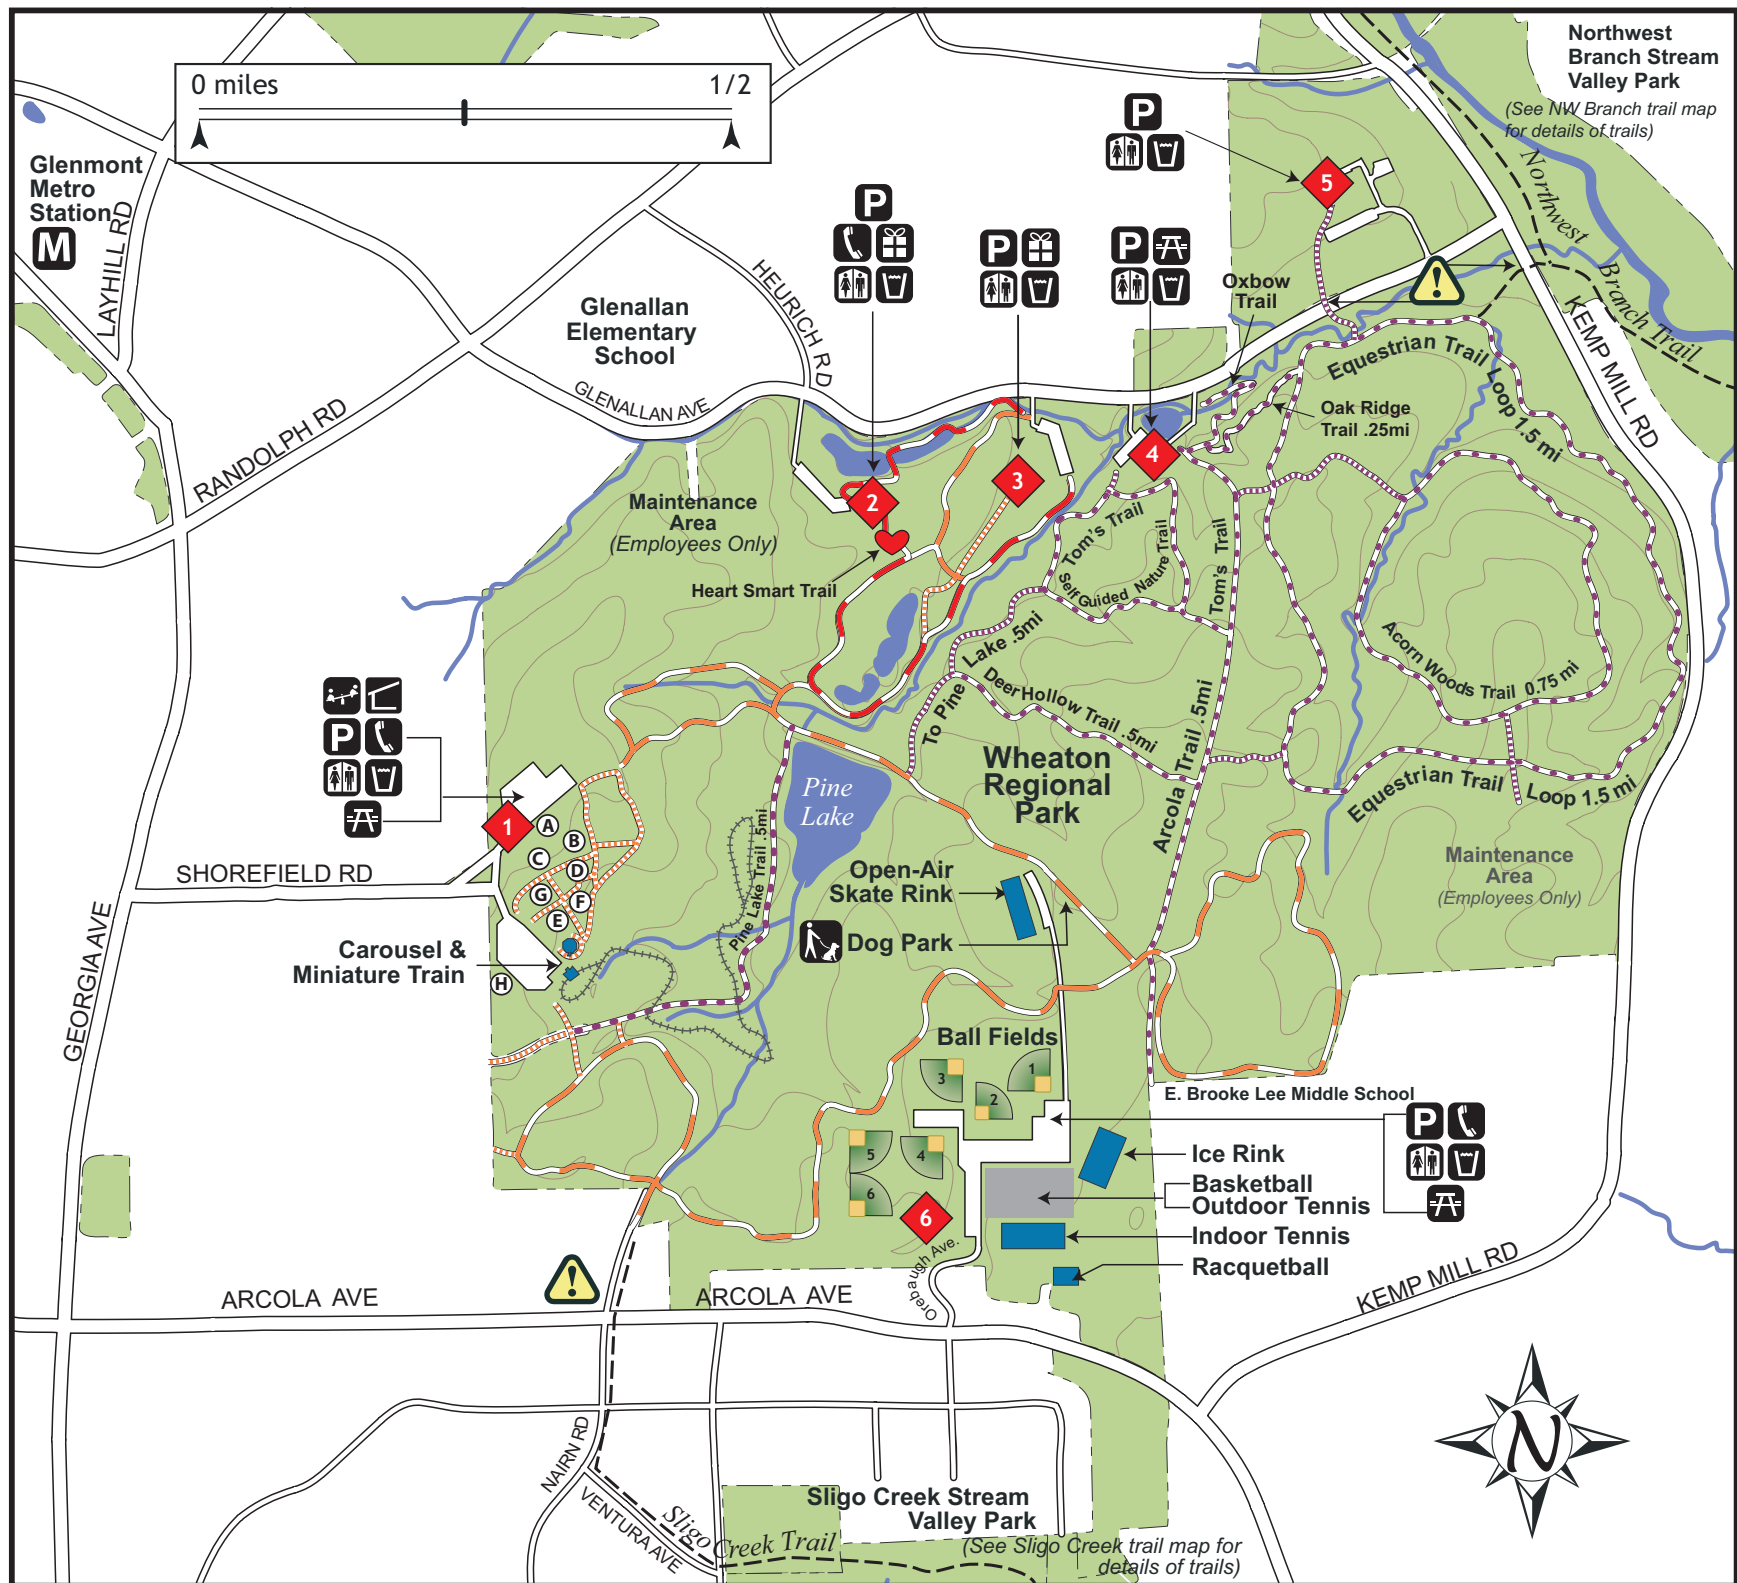 0 miles 1/2
Northwest
Branch Stream
Valley Park
(See NW Branch trail map
for details of trails)
Glenmont
Metro
Station
M
LAYHILL RD
RANDOLPH RD
Glenallan
Elementary
School
HEURICH RD
GLENALLAN AVE
P
P
P
P
5
Northwest
Branch Trail
Oxbow
Trail
!
KEMP MILL RD
Equestrian Trail Loop 1.5 mi
Oak Ridge
Trail .25mi
4
3
2
Maintenance
Area
(Employees Only)
Heart Smart Trail
Tom's Trail
Self Guided Nature Trail
Tom's Trail
Lake .5mi
To Pine
Deer Hollow Trail .5mi
Arcola Trail .5mi
Acorn Woods Trail 0.75 mi
Equestrian Trail Loop 1.5 mi
Wheaton
Regional
Park
Pine
Lake
Pine Lake Trail .5mi
P
1
A
B
C
D
G
F
E
H
SHOREFIELD RD
GEORGIA AVE
Carousel &
Miniature Train
Open-Air
Skate Rink
Dog Park
Maintenance
Area
(Employees Only)
Ball Fields
3
1
2
5
4
6
6
E. Brooke Lee Middle School
P
Ice Rink
Basketball
Outdoor Tennis
Indoor Tennis
Racquetball
Orebaugh Ave.
!
ARCOLA AVE
ARCOLA AVE
KEMP MILL RD
NAIRN RD
VENTURA AVE
Sligo Creek Trail
Sligo Creek Stream
Valley Park
(See Sligo Creek trail map for
details of trails)
N